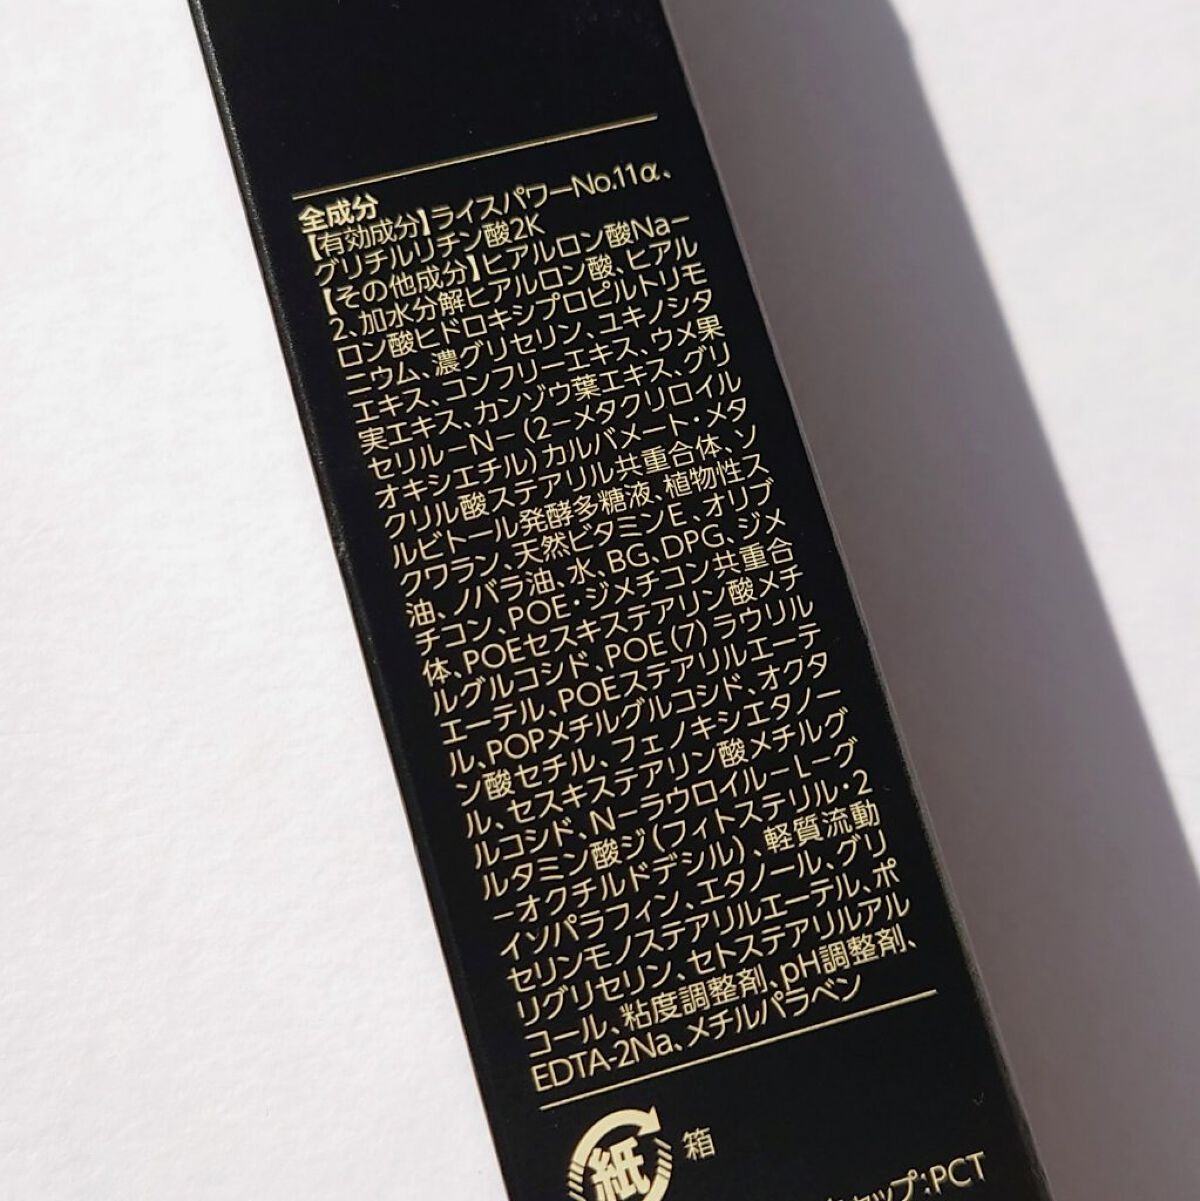 全成分
【有効成分】ライスパワーNo.11α、
グリチルリチン酸2K
【その他成分】ヒアルロン酸Na－
2、加水分解ヒアルロン酸、ヒアル
ロン酸ヒドロキシプロピルトリモ
ニウム、濃グリセリン、ユキノシタ
エキス、コンフリーエキス、ウメ果
実エキス、カンゾウ葉エキス、グリ
セリル－N－(2－メタクリロイル
オキシエチル)カルバメート・メタ
クリル酸ステアリル共重合体、ソ
ルビトール発酵多糖液、植物性ス
クワラン、天然ビタミンE、オリブ
油、ノバラ油、水、BG、DPG、ジメ
チコン、POE・ジメチコン共重合
体、POEセスキステアリン酸メチ
ルグルコシド、POE(7)ラウリル
エーテル、POEステアリルエーテ
ル、POPメチルグルコシド、オクタ
ン酸セチル、フェノキシエタノー
ル、セスキステアリン酸メチルグ
ルコシド、N－ラウロイル－L－グ
ルタミン酸ジ(フィトステリル・2
－オクチルドデシル)、軽質流動
イソパラフィン、エタノール、グリ
セリンモノステアリルエーテル、ポ
リグリセリン、セトステアリルアル
コール、粘度調整剤、pH調整剤、
EDTA-2Na、メチルパラベン
紙 箱
キャップ:PCT